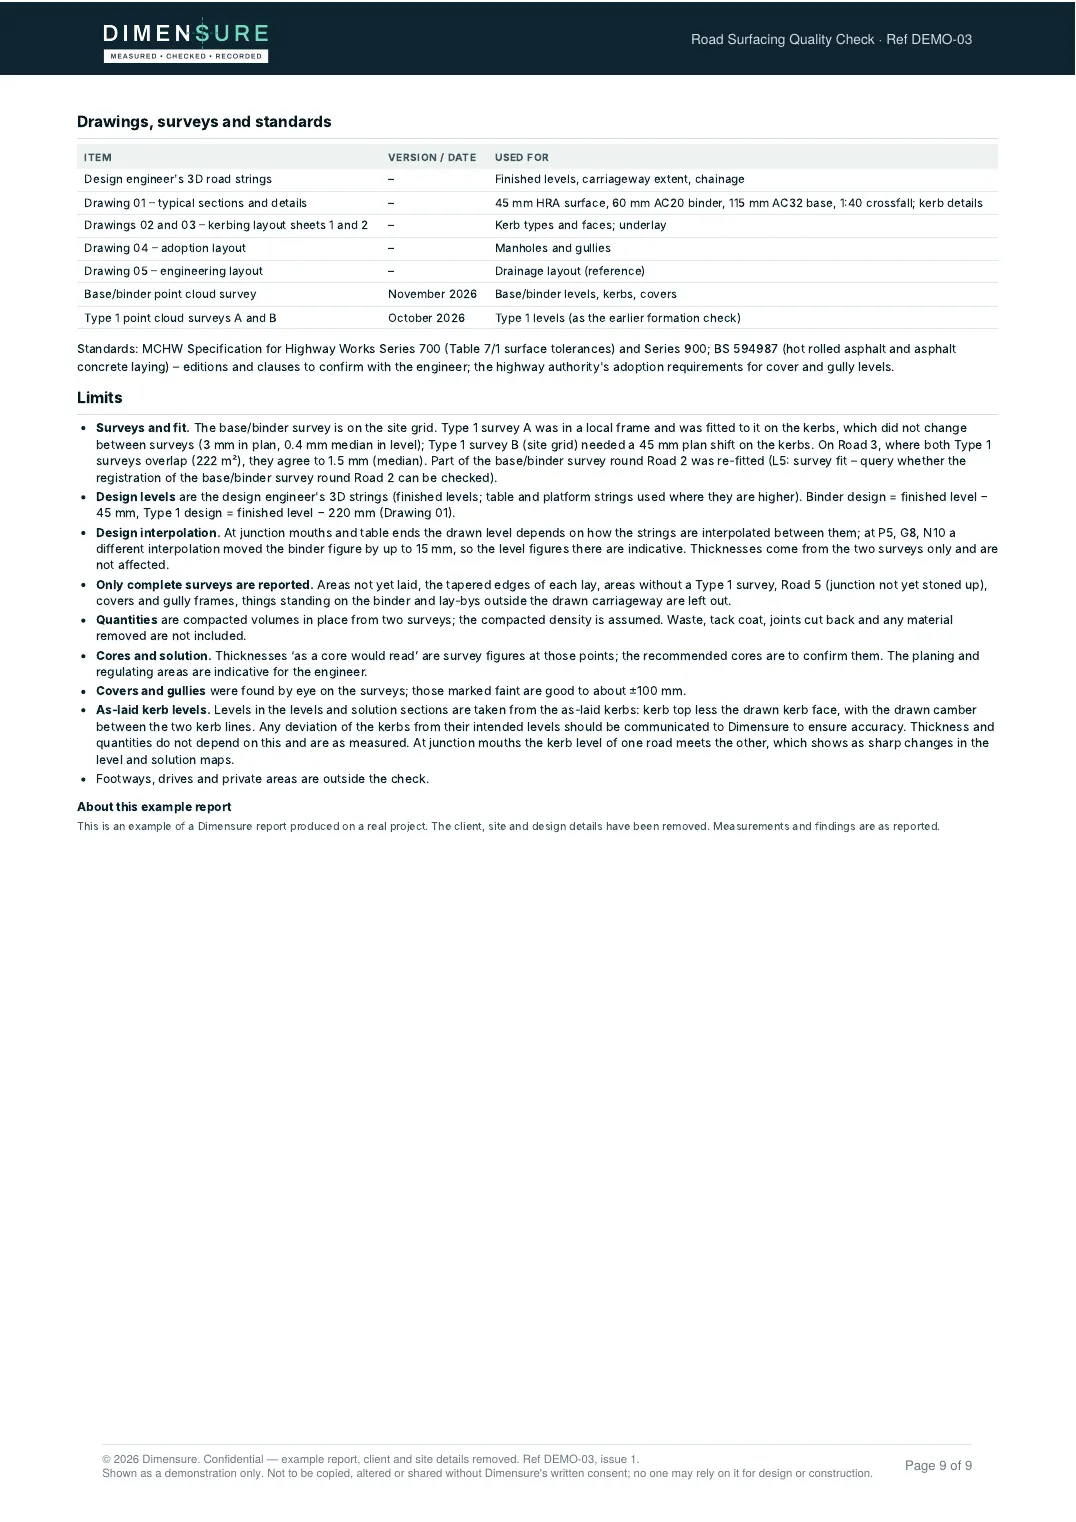 DIMENSURE
MEASURED • CHECKED • RECORDED
Road Surfacing Quality Check · Ref DEMO-03
Drawings, surveys and standards
ITEM VERSION / DATE USED FOR
Design engineer's 3D road strings – Finished levels, carriageway extent, chainage
Drawing 01 – typical sections and details – 45 mm HRA surface, 60 mm AC20 binder, 115 mm AC32 base, 1:40 crossfall; kerb details
Drawings 02 and 03 – kerbing layout sheets 1 and 2 – Kerb types and faces; underlay
Drawing 04 – adoption layout – Manholes and gullies
Drawing 05 – engineering layout – Drainage layout (reference)
Base/binder point cloud survey November 2026 Base/binder levels, kerbs, covers
Type 1 point cloud surveys A and B October 2026 Type 1 levels (as the earlier formation check)
Standards: MCHW Specification for Highway Works Series 700 (Table 7/1 surface tolerances) and Series 900; BS 594987 (hot rolled asphalt and asphalt
concrete laying) – editions and clauses to confirm with the engineer; the highway authority's adoption requirements for cover and gully levels.
Limits
• Surveys and fit. The base/binder survey is on the site grid. Type 1 survey A was in a local frame and was fitted to it on the kerbs, which did not change
between surveys (3 mm in plan, 0.4 mm median in level); Type 1 survey B (site grid) needed a 45 mm plan shift on the kerbs. On Road 3, where both Type 1
surveys overlap (222 m²), they agree to 1.5 mm (median). Part of the base/binder survey round Road 2 was re-fitted (L5: survey fit – query whether the
registration of the base/binder survey round Road 2 can be checked).
• Design levels are the design engineer's 3D strings (finished levels; table and platform strings used where they are higher). Binder design = finished level −
45 mm, Type 1 design = finished level − 220 mm (Drawing 01).
• Design interpolation. At junction mouths and table ends the drawn level depends on how the strings are interpolated between them; at P5, G8, N10 a
different interpolation moved the binder figure by up to 15 mm, so the level figures there are indicative. Thicknesses come from the two surveys only and are
not affected.
• Only complete surveys are reported. Areas not yet laid, the tapered edges of each lay, areas without a Type 1 survey, Road 5 (junction not yet stoned up),
covers and gully frames, things standing on the binder and lay-bys outside the drawn carriageway are left out.
• Quantities are compacted volumes in place from two surveys; the compacted density is assumed. Waste, tack coat, joints cut back and any material
removed are not included.
• Cores and solution. Thicknesses ‘as a core would read’ are survey figures at those points; the recommended cores are to confirm them. The planing and
regulating areas are indicative for the engineer.
• Covers and gullies were found by eye on the surveys; those marked faint are good to about ±100 mm.
• As-laid kerb levels. Levels in the levels and solution sections are taken from the as-laid kerbs: kerb top less the drawn kerb face, with the drawn camber
between the two kerb lines. Any deviation of the kerbs from their intended levels should be communicated to Dimensure to ensure accuracy. Thickness and
quantities do not depend on this and are as measured. At junction mouths the kerb level of one road meets the other, which shows as sharp changes in the
level and solution maps.
• Footways, drives and private areas are outside the check.
About this example report
This is an example of a Dimensure report produced on a real project. The client, site and design details have been removed. Measurements and findings are as reported.
© 2026 Dimensure. Confidential — example report, client and site details removed. Ref DEMO-03, issue 1.
Shown as a demonstration only. Not to be copied, altered or shared without Dimensure's written consent; no one may rely on it for design or construction.
Page 9 of 9